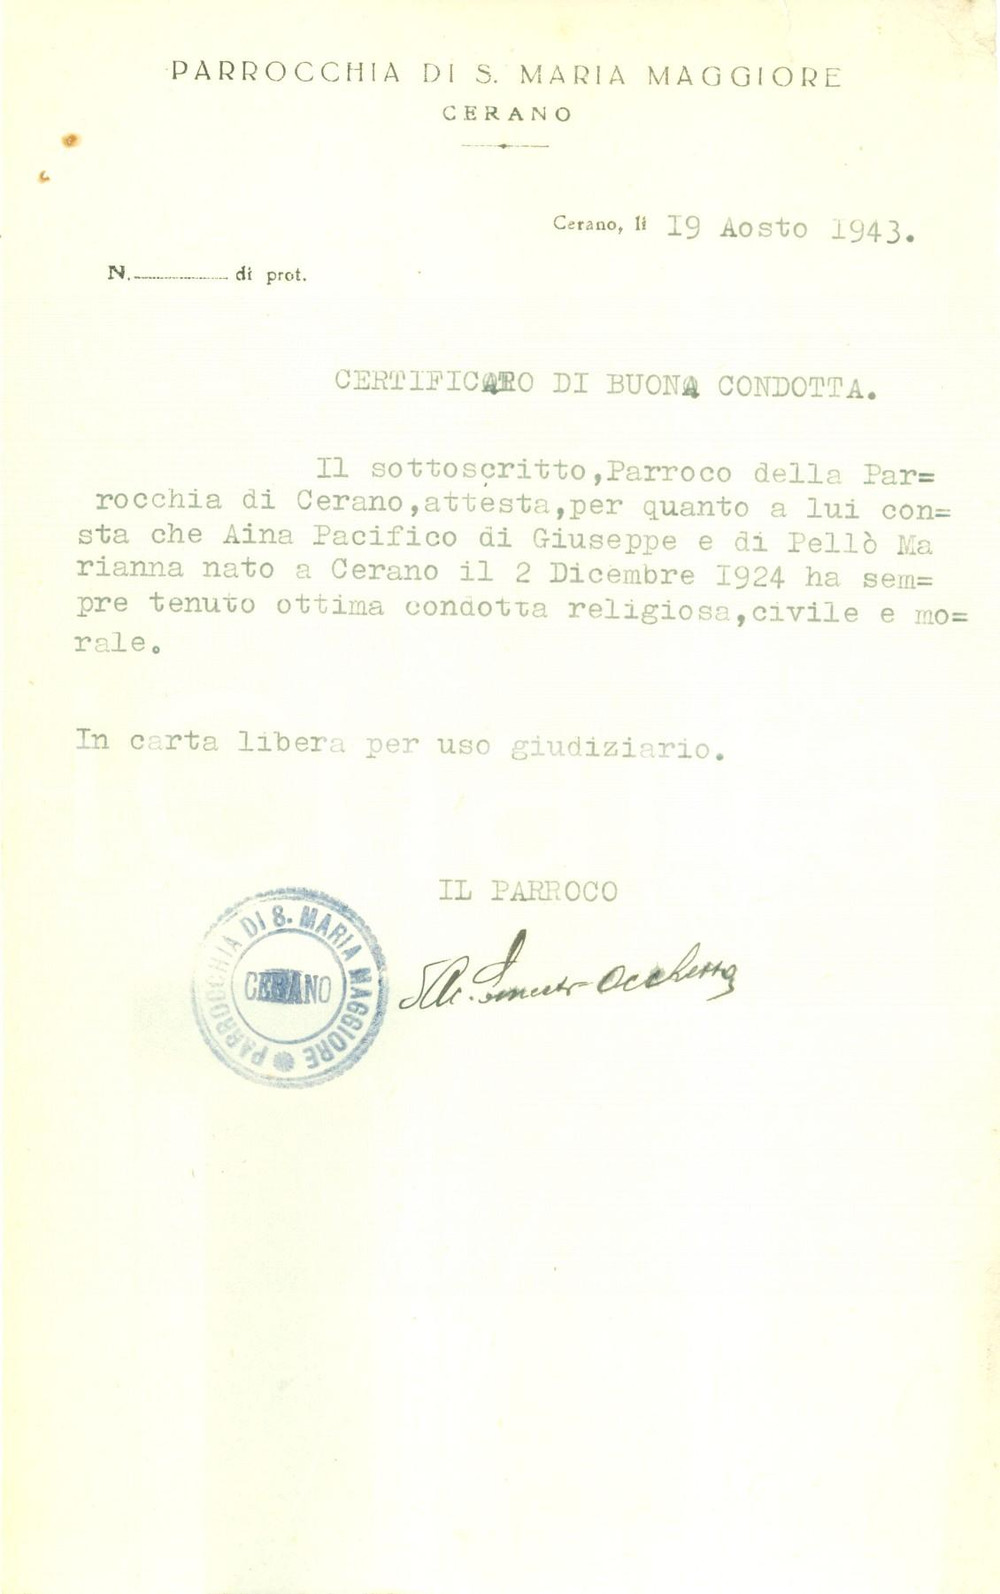 PARROCCHIA DI S. MARIA MAGGIORE
CERANO
Cerano, lì 19 Aosto 1943.
N. di prot.
CERTIFICATO DI BUONA CONDOTTA.
Il sottoscritto,Parroco della Par=
rocchia di Cerano,attesta,per quanto a lui con=
sta che Aina Pacifico di Giuseppe e di Pellò Ma
rianna nato a Cerano il 2 Dicembre 1924 ha sem=
pre tenuto ottima condotta religiosa,civile e mo=
rale.
In carta libera per uso giudiziario.
IL PARROCO
PARROCCHIA DI S. MARIA MAGGIORE
CERANO